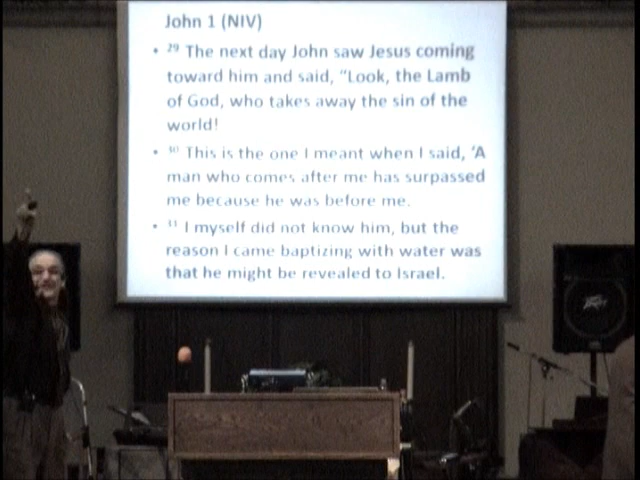 John 1 (NIV)
• 29 The next day John saw Jesus coming
toward him and said, “Look, the Lamb
of God, who takes away the sin of the
world!
• 30 This is the one I meant when I said, ‘A
man who comes after me has surpassed
me because he was before me.
• 31 I myself did not know him, but the
reason I came baptizing with water was
that he might be revealed to Israel.
PEAVEY